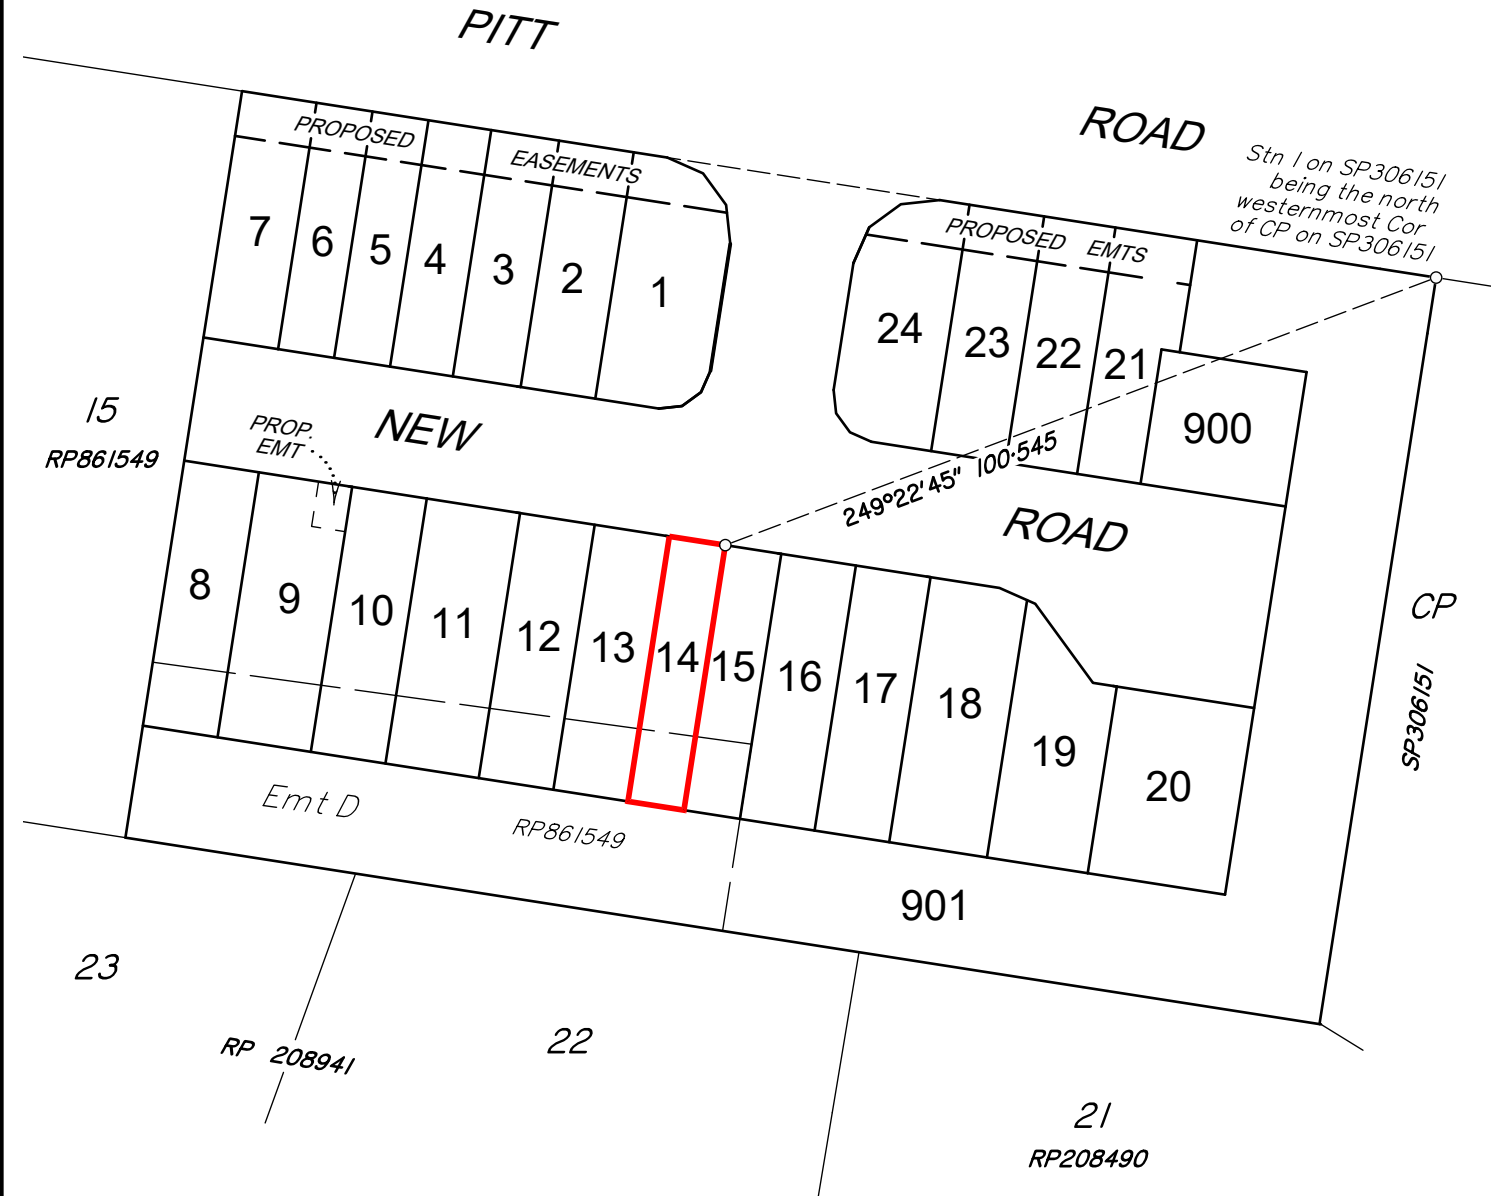 PITT
ROAD
Stn 1 on SP306151
being the north
westernmost Cor
of CP on SP306151
PROPOSED
EASEMENTS
PROPOSED EMTS
7
6
5
4
3
2
1
24
23
22
21
900
15
RP861549
PROP.
EMT
NEW
249°22'45" 100·545
ROAD
8
9
10
11
12
13
14
15
16
17
18
19
20
CP
SP306151
Emt D
RP861549
901
23
22
RP 208941
21
RP208490